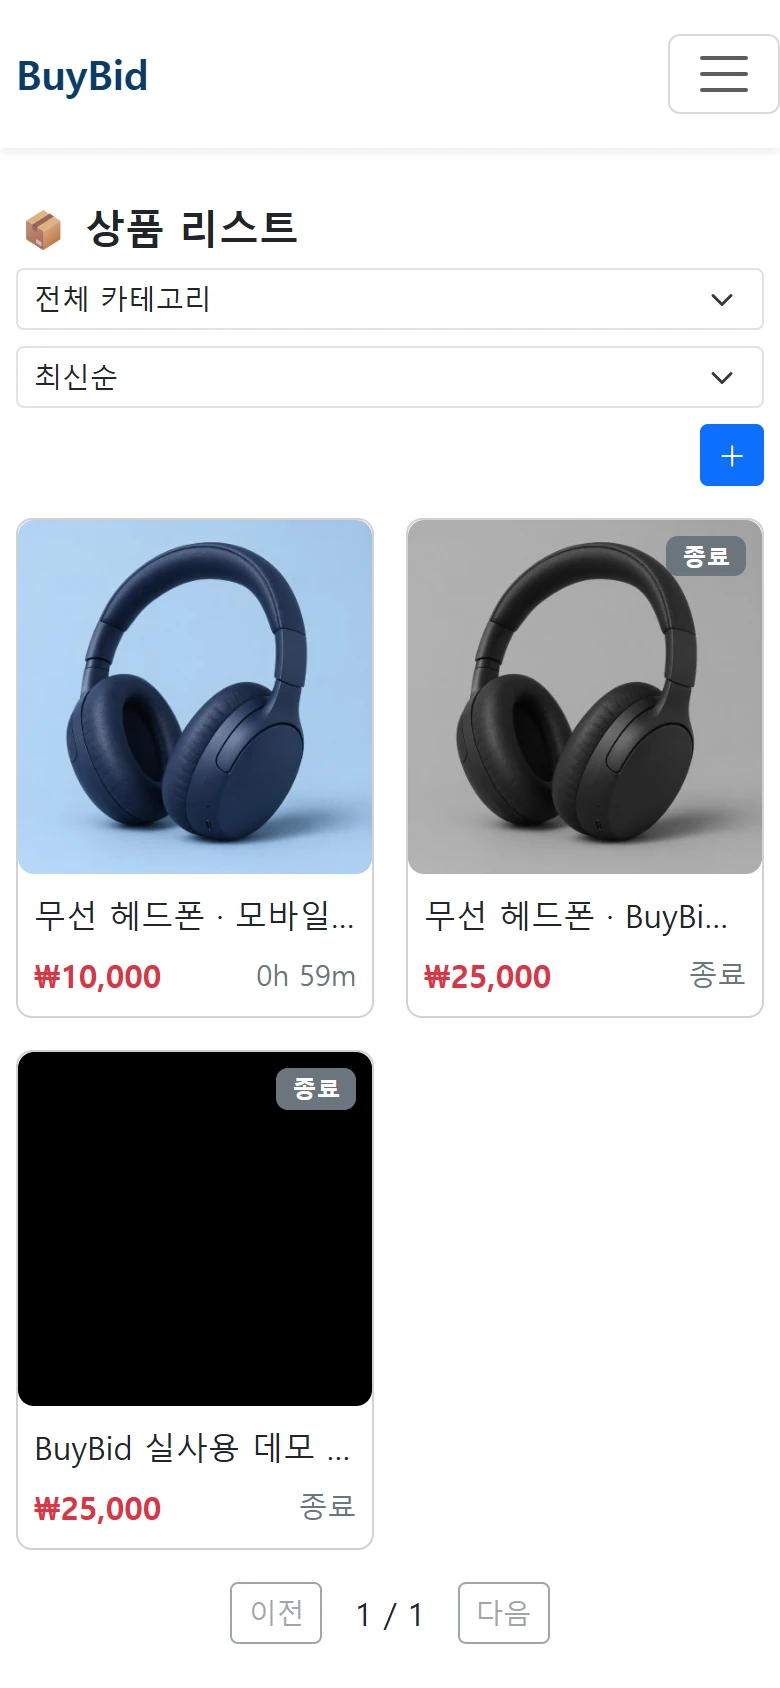 BuyBid
📦 상품 리스트
전체 카테고리
최신순
+
종료
무선 헤드폰 · 모바일...
₩10,000 0h 59m
무선 헤드폰 · BuyBi...
₩25,000 종료
종료
BuyBid 실사용 데모 ...
₩25,000 종료
이전 1 / 1 다음